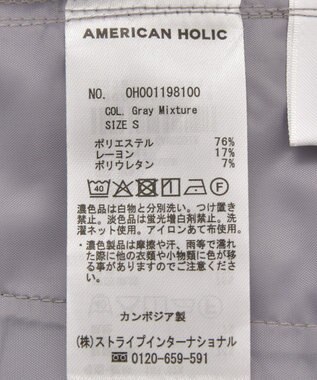 AMERICAN HOLIC
NO. OH001198100
COL. Gray Mixture
SIZE S
ポリエステル 76%
レーヨン 17%
ポリウレタン 7%
40 F
濃色品は白物と分別洗い。つけ置き
禁止。淡色品は蛍光増白剤禁止。洗
濯ネット使用。アイロンあて布使用。
・濃色製品は摩擦や汗、雨等で濡れ
た際に他の衣類や小物類に色が移
る事がありますのでご注意くださ
い。
カンボジア製
(株)ストライプインターナショナル
0120-659-591